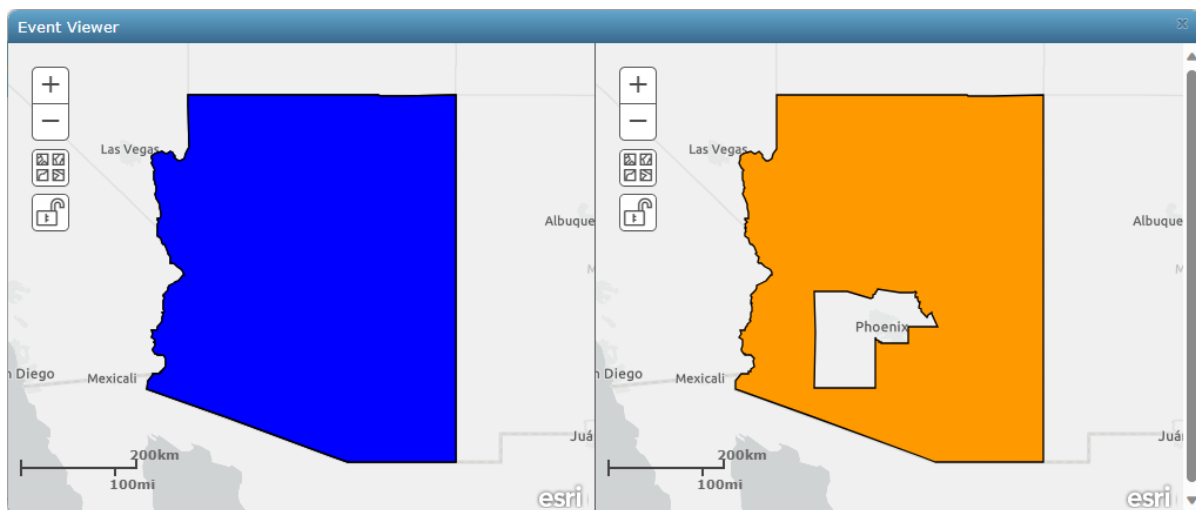 Event Viewer
+
−
Las Vegas
Albuque
n Diego
Mexicali
Juá
200km
100mi
esri
+
−
Las Vegas
Albuque
M
Phoenix
n Diego
Mexicali
Juá
200km
100mi
esri